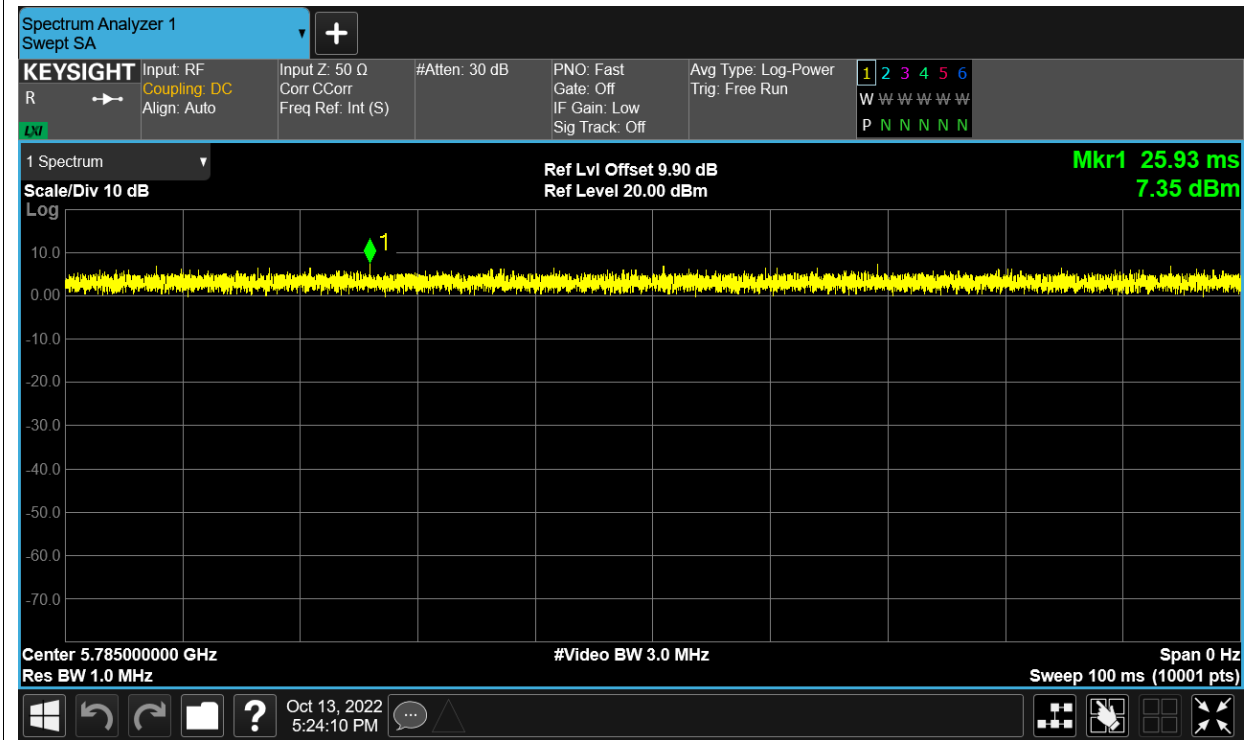 Spectrum Analyzer 1
Swept SA
KEYSIGHT
R
LXI
Input: RF
Coupling: DC
Align: Auto
Input Z: 50 Ω
Corr CCorr
Freq Ref: Int (S)
#Atten: 30 dB
PNO: Fast
Gate: Off
IF Gain: Low
Sig Track: Off
Avg Type: Log-Power
Trig: Free Run
1 2 3 4 5 6
W W W W W W
P N N N N N
1 Spectrum
Scale/Div 10 dB
Ref Lvl Offset 9.90 dB
Ref Level 20.00 dBm
Mkr1 25.93 ms
7.35 dBm
Log
1
10.0
0.00
-10.0
-20.0
-30.0
-40.0
-50.0
-60.0
-70.0
Center 5.785000000 GHz
#Video BW 3.0 MHz
Span 0 Hz
Res BW 1.0 MHz
Sweep 100 ms (10001 pts)
?
Oct 13, 2022
5:24:10 PM